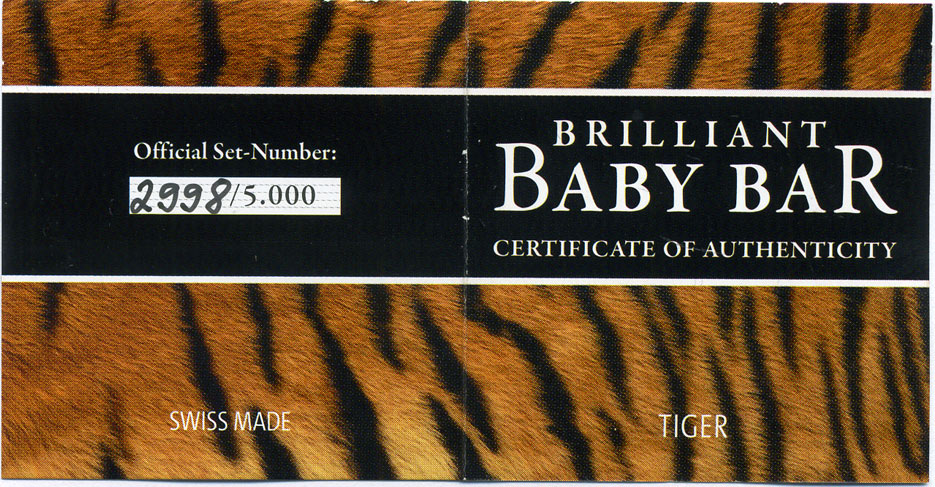 Official Set-Number:
2998/5.000
SWISS MADE
BRILLIANT
BABY BAR
CERTIFICATE OF AUTHENTICITY
TIGER